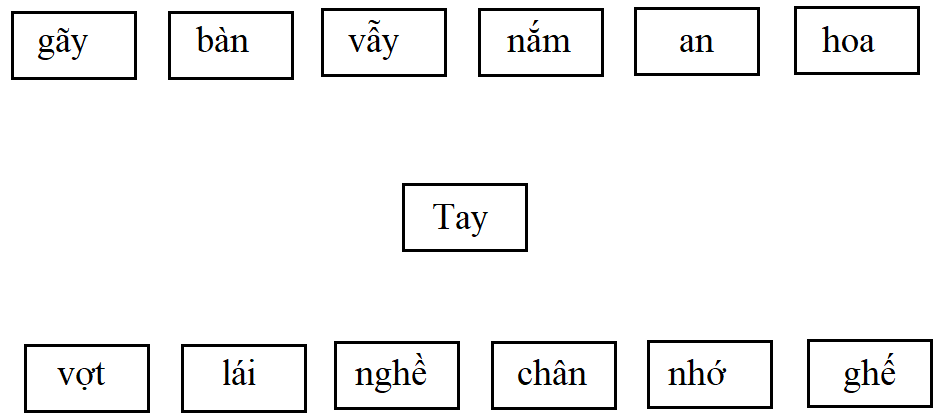 gãy bàn vẫy nắm an hoa
Tay
vợt lái nghề chân nhớ ghế